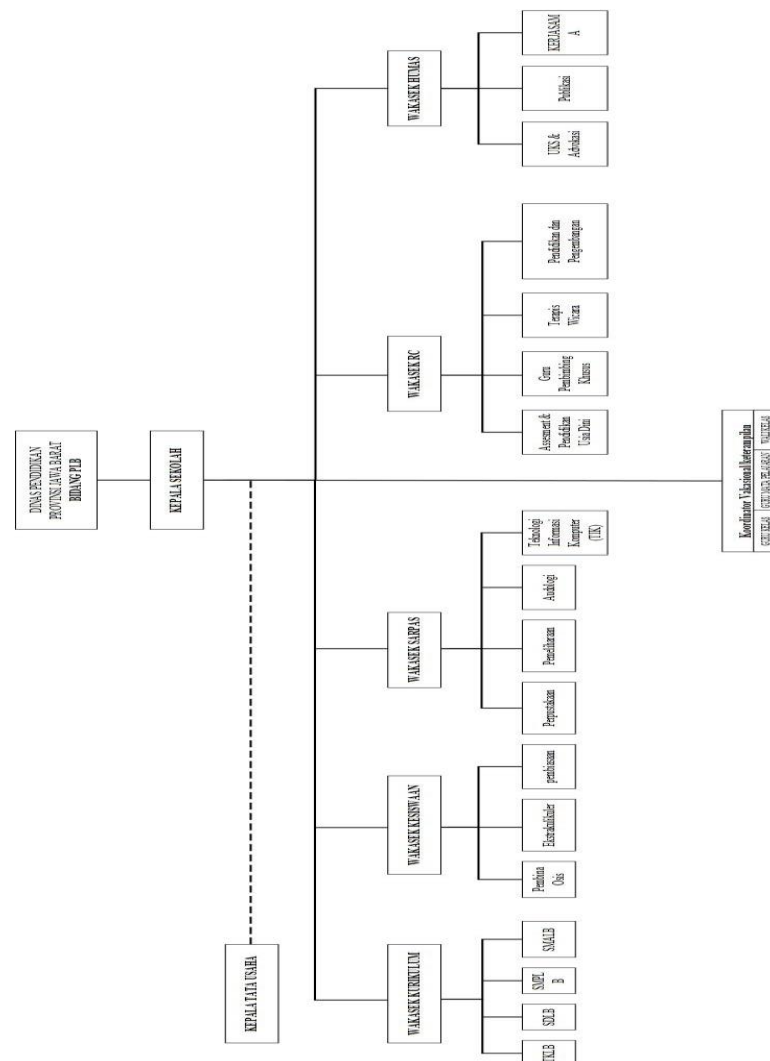 DINAS PENDIDIKAN
PROVINSI JAWA BARAT
BIDANG PLB
KEPALA SEKOLAH
KEPALA TATA USAHA
WAKASEK KURIKULUM
WAKASEK KESISWAAN
WAKASEK SARPAS
WAKASEK RC
WAKASEK HUMAS
TKLB
SDLB
SMPL
B
SMALB
Pembina
Osis
Ekstrakulikuler
pembiasaan
Perpustakaan
Pemeliharaan
Audiologi
Teknologi
Informasi
Komputer
(TIK)
Assesment &
Pendidikan
Usia Dini
Guru
Pembimbing
Khusus
Terapis
Wicara
Pendidikan dan
Pengembangan
UKS &
Advokasi
Publikasi
KERJASAM
A
Koordinator Vakasional/keterampilan
GURU KELAS
GURU MATA PELAJARAN
WALI KELAS